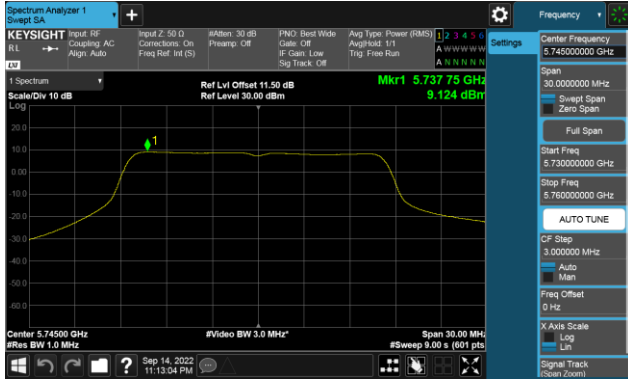 Spectrum Analyzer 1
Swept SA
Frequency
KEYSIGHT
Input: RF
Input Z: 50 Ω
#Atten: 30 dB
PNO: Best Wide
Avg Type: Power (RMS)
1 2 3 4 5 6
RL
Coupling: AC
Corrections: On
Preamp: Off
Gate: Off
Avg|Hold: 1/1
A W W W W W
Align: Auto
Freq Ref: Int (S)
IF Gain: Low
Trig: Free Run
Sig Track: Off
A N N N N N
LXI
Settings
1 Spectrum
Scale/Div 10 dB
Ref Lvl Offset 11.50 dB
Ref Level 30.00 dBm
Mkr1 5.737 75 GHz
9.124 dBm
Log
20.0
10.0
0.00
-10.0
-20.0
-30.0
-40.0
-50.0
-60.0
1
Center 5.74500 GHz
#Res BW 1.0 MHz
#Video BW 3.0 MHz*
Span 30.00 MHz
#Sweep 9.00 s (601 pts
Sep 14, 2022
11:13:04 PM
Center Frequency
5.745000000 GHz
Span
30.0000000 MHz
Swept Span
Zero Span
Full Span
Start Freq
5.730000000 GHz
Stop Freq
5.760000000 GHz
AUTO TUNE
CF Step
3.000000 MHz
Auto
Man
Freq Offset
0 Hz
X Axis Scale
Log
Lin
Signal Track
(Span Zoom)